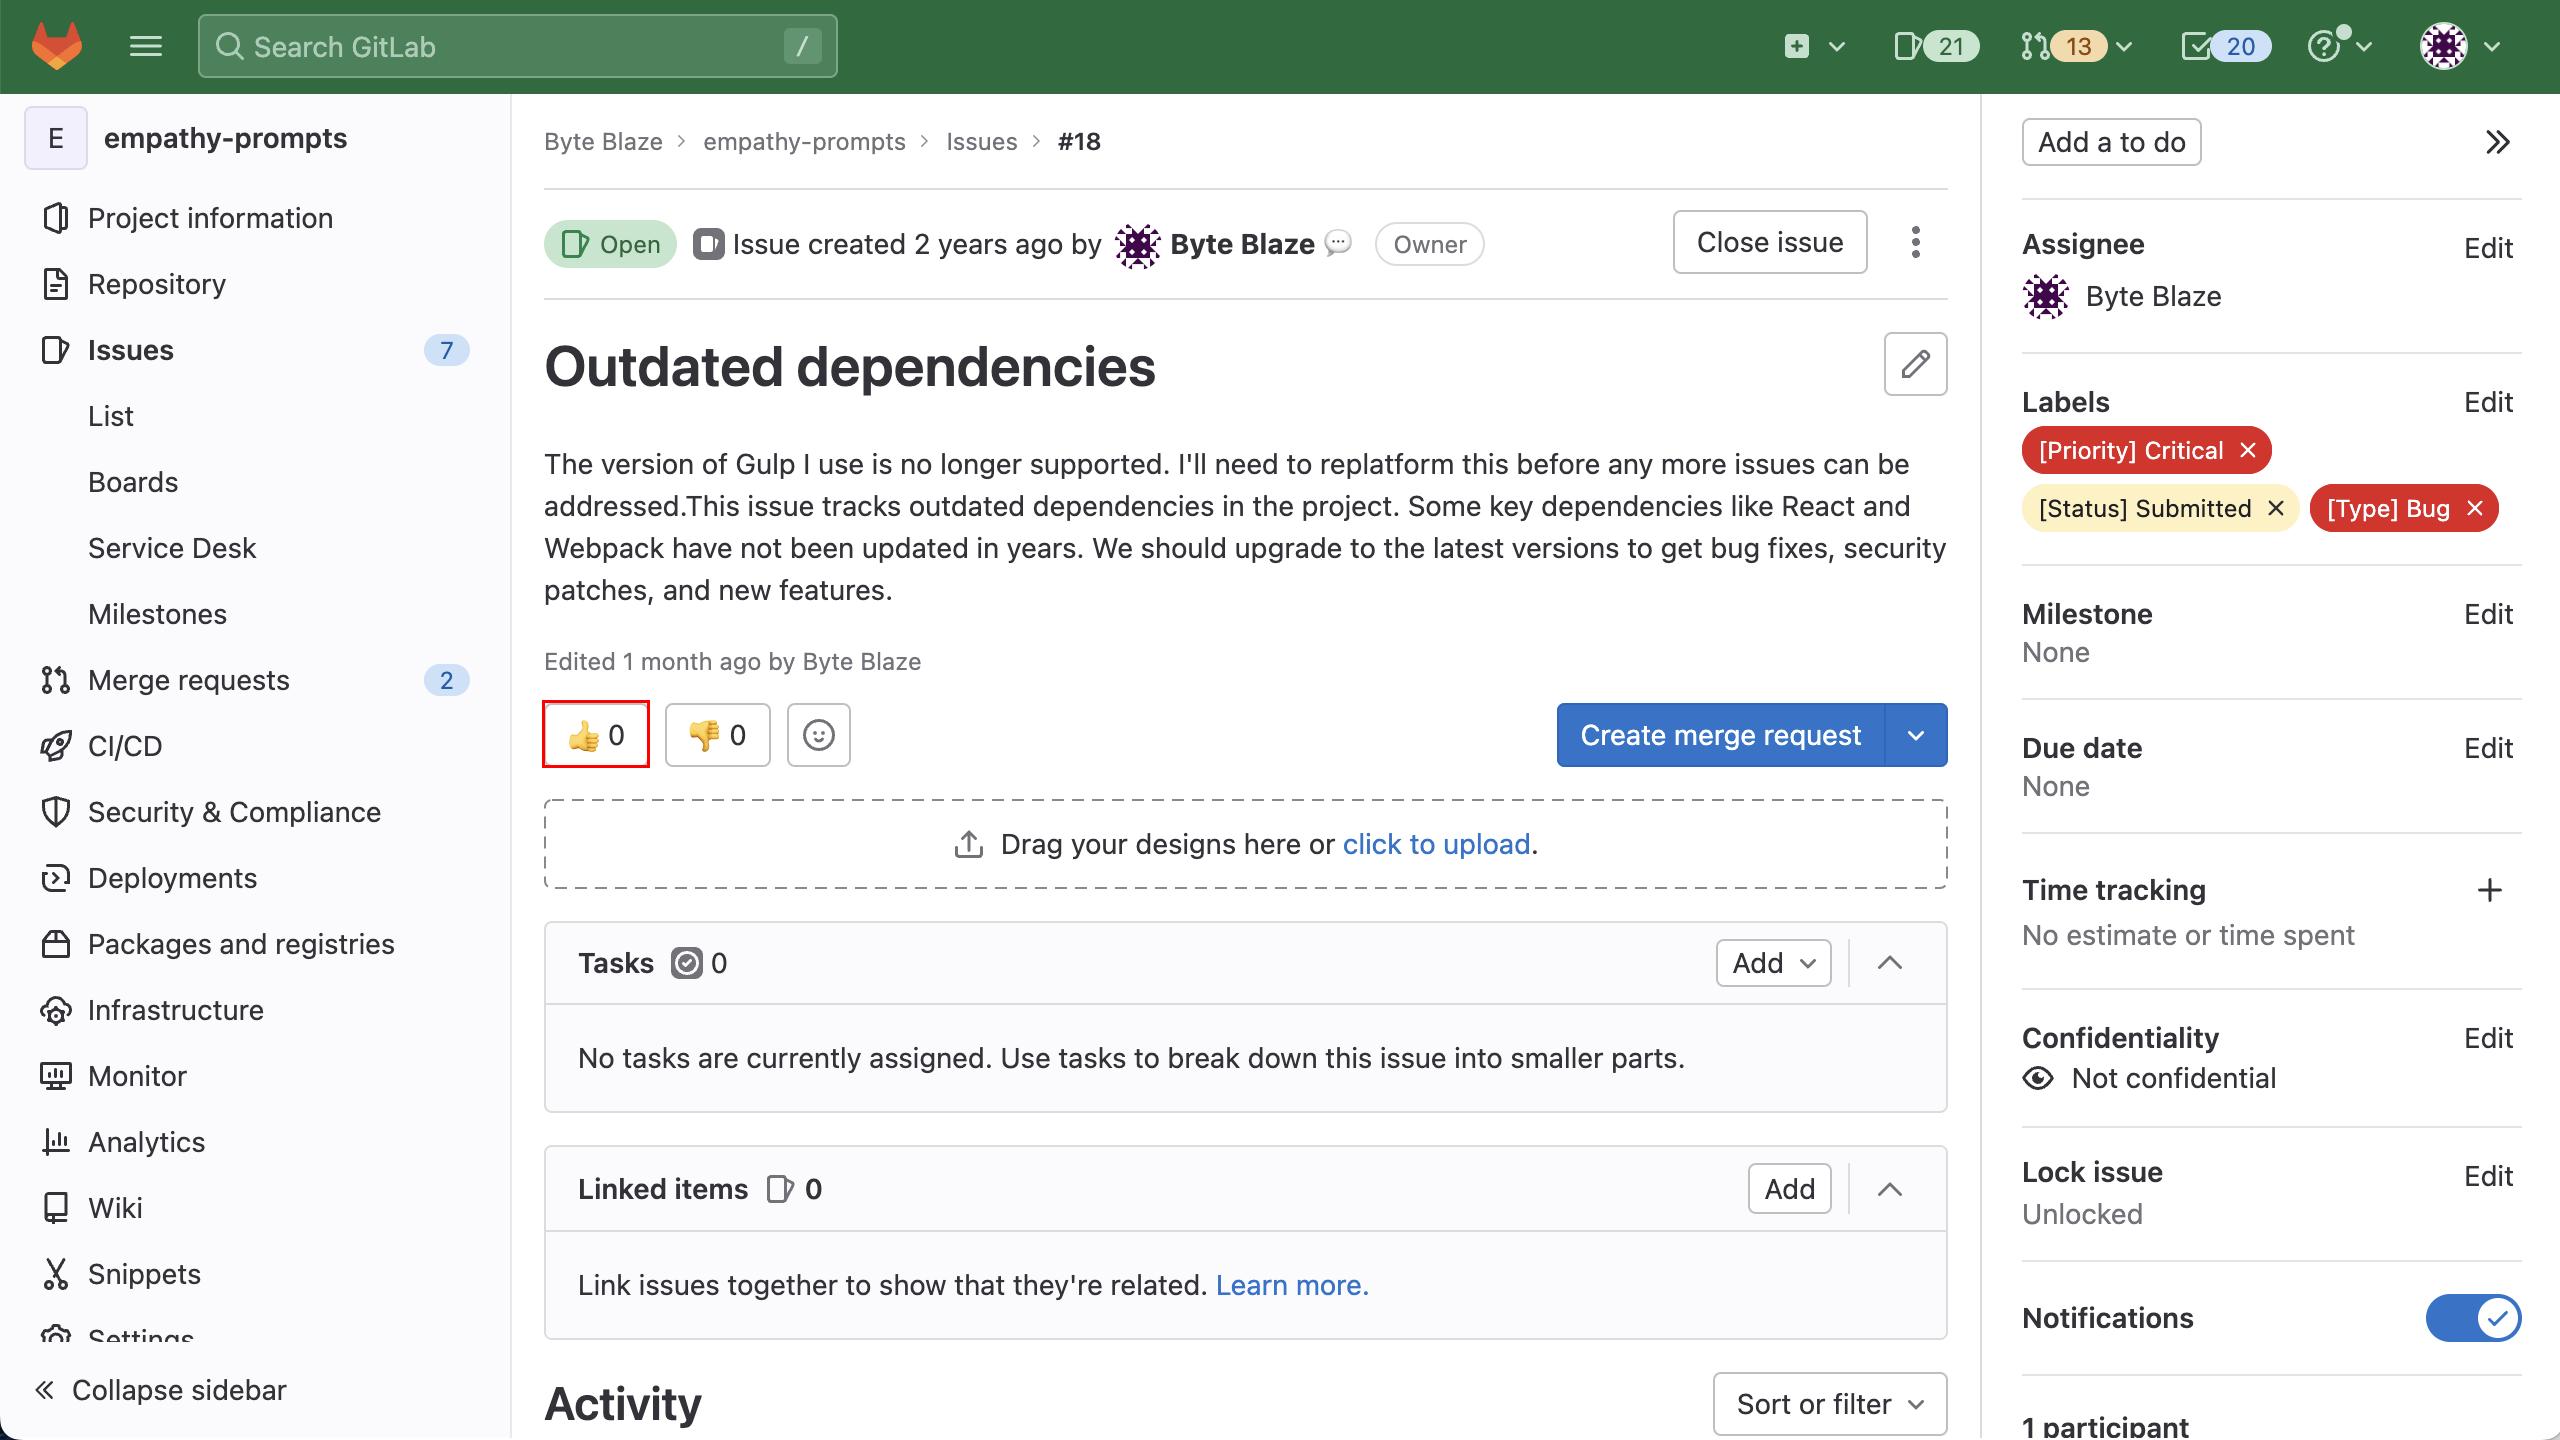 Search GitLab
/
21
13
20
E
empathy-prompts
Project information
Repository
Issues
7
List
Boards
Service Desk
Milestones
Merge requests
2
CI/CD
Security & Compliance
Deployments
Packages and registries
Infrastructure
Monitor
Analytics
Wiki
Snippets
Settings
Collapse sidebar
Byte Blaze
empathy-prompts
Issues
#18
Open
Issue created 2 years ago by Byte Blaze
Owner
Close issue
Outdated dependencies
The version of Gulp I use is no longer supported. I'll need to replatform this before any more issues can be
addressed.This issue tracks outdated dependencies in the project. Some key dependencies like React and
Webpack have not been updated in years. We should upgrade to the latest versions to get bug fixes, security
patches, and new features.
Edited 1 month ago by Byte Blaze
0
0
Create merge request
Drag your designs here or click to upload.
Tasks 0
Add
No tasks are currently assigned. Use tasks to break down this issue into smaller parts.
Linked items 0
Add
Link issues together to show that they're related. Learn more.
Activity
Sort or filter
Add a to do
Assignee
Edit
Byte Blaze
Labels
Edit
[Priority] Critical
[Status] Submitted
[Type] Bug
Milestone
Edit
None
Due date
Edit
None
Time tracking
No estimate or time spent
Confidentiality
Edit
Not confidential
Lock issue
Edit
Unlocked
Notifications
1 participant